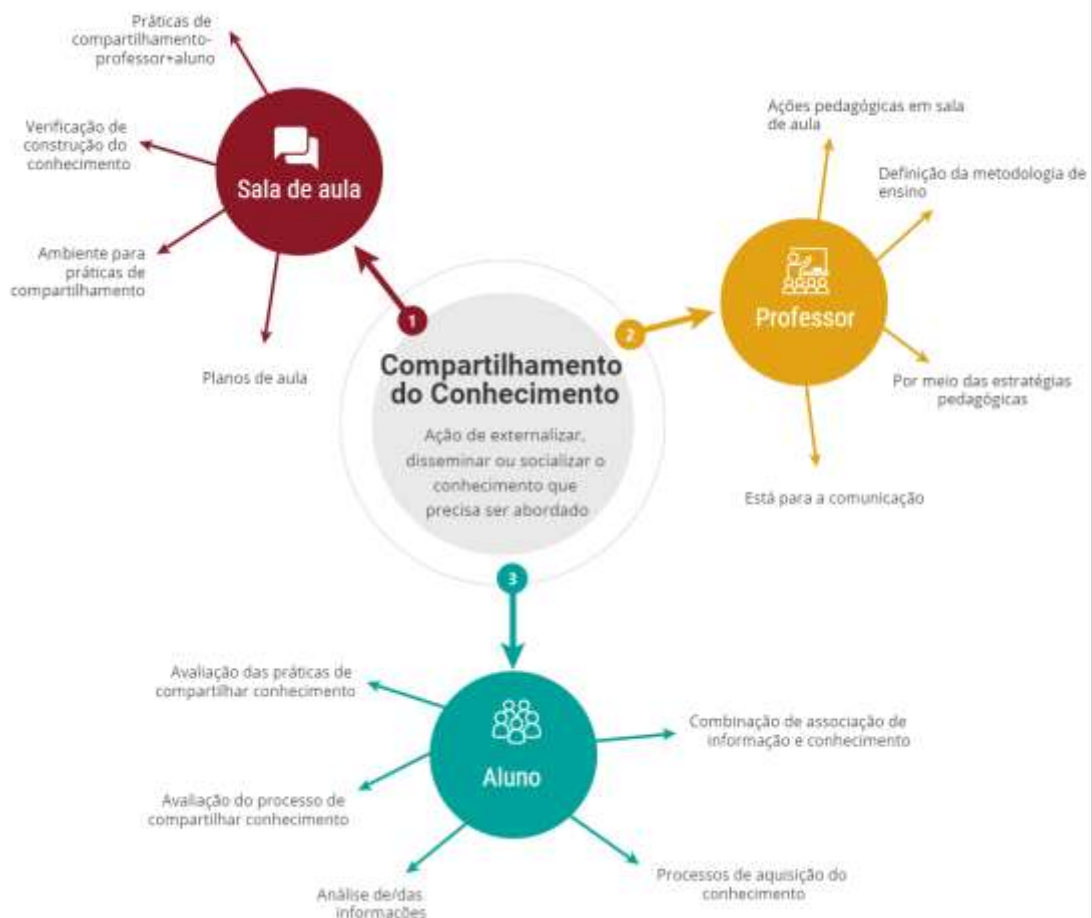 Práticas de
compartilhamento-
professor+aluno
Verificação de
construção do
conhecimento
Sala de aula
Ambiente para
práticas de
compartilhamento
Planos de aula
1
Compartilhamento
do Conhecimento
Ação de externalizar,
disseminar ou socializar o
conhecimento que
precisa ser abordado
2
Professor
Ações pedagógicas em sala
de aula
Definição da metodologia de
ensino
Por meio das estratégias
pedagógicas
Está para a comunicação
3
Aluno
Avaliação das práticas de
compartilhar conhecimento
Avaliação do processo de
compartilhar conhecimento
Análise de/das
informações
Combinação de associação de
informação e conhecimento
Processos de aquisição do
conhecimento